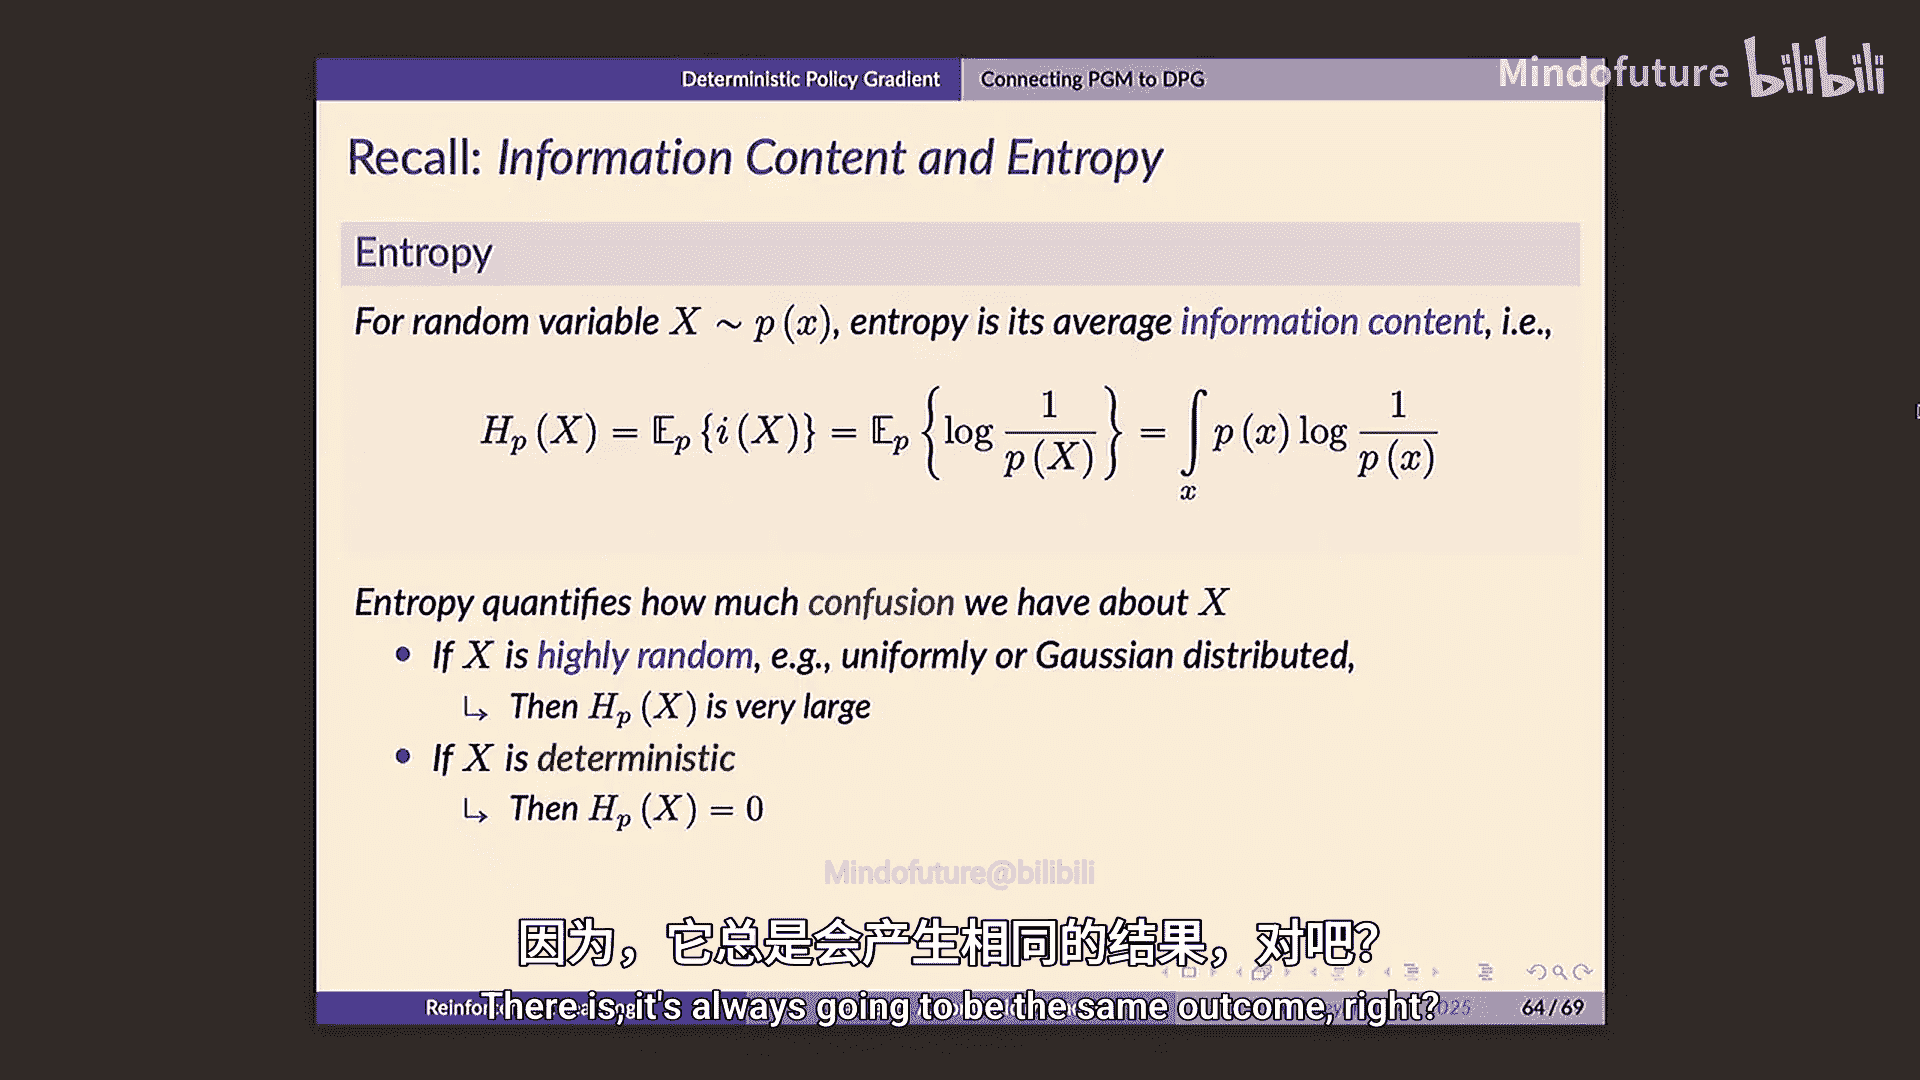 Deterministic Policy Gradient Connecting PGM to DPG
Mindofuture bilibili
Recall: Information Content and Entropy
Entropy
For random variable X ∼ p (x), entropy is its average information content, i.e.,
H_p (X) = 𝔼_p {i (X)} = 𝔼_p {log 1/p (X)} = ∫_x p (x) log 1/p (x)
Entropy quantifies how much confusion we have about X
• If X is highly random, e.g., uniformly or Gaussian distributed,
↳ Then H_p (X) is very large
• If X is deterministic
↳ Then H_p (X) = 0
Mindofuture@bilibili
因为，它总是会产生相同的结果，对吧？
There is, it's always going to be the same outcome, right?
64 / 69